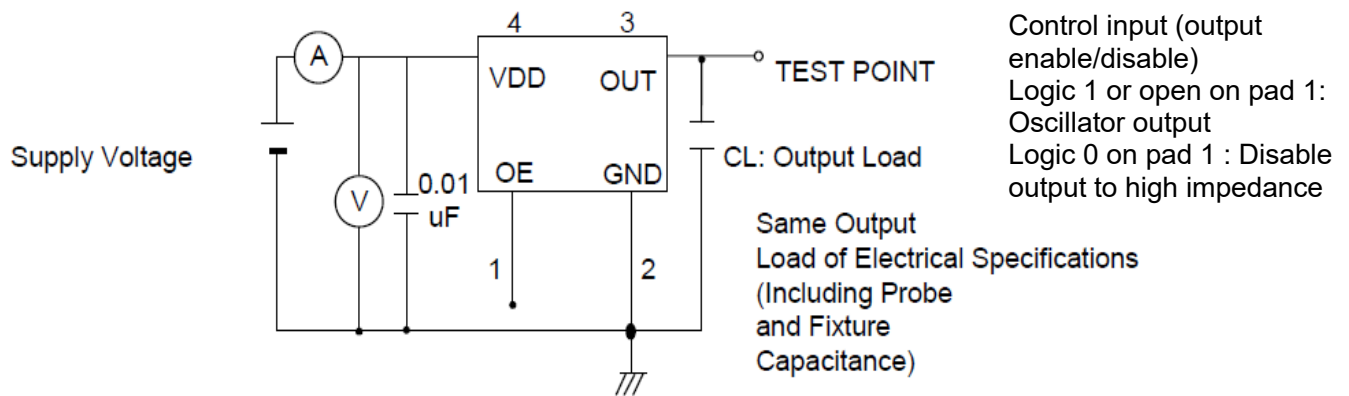 4
3
Control input (output
enable/disable)
Logic 1 or open on pad 1:
Oscillator output
Logic 0 on pad 1 : Disable
output to high impedance
A
VDD
OUT
TEST POINT
Supply Voltage
CL: Output Load
OE
GND
V
0.01
uF
1
2
Same Output
Load of Electrical Specifications
(Including Probe
and Fixture
Capacitance)